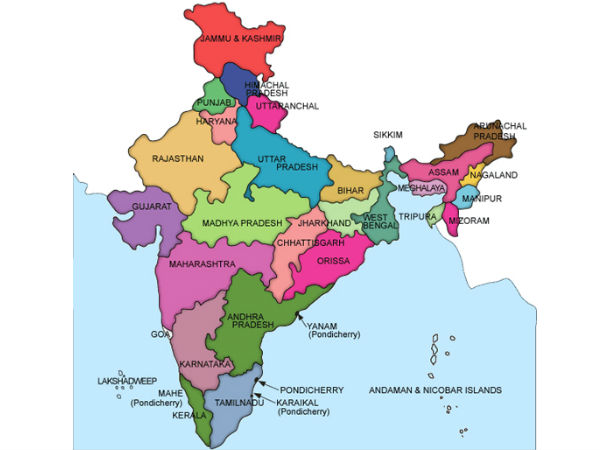 JAMMU & KASHMIR
HIMACHAL
PRADESH
PUNJAB
UTTARANCHAL
HARYANA
ARUNACHAL
PRADESH
SIKKIM
RAJASTHAN
UTTAR
PRADESH
ASSAM
NAGALAND
BIHAR
MEGHALAYA
MANIPUR
GUJARAT
MADHYA PRADESH
JHARKHAND
WEST
BENGAL
TRIPURA
MIZORAM
CHHATTISGARH
ORISSA
MAHARASHTRA
ANDHRA
PRADESH
YANAM
(Pondicherry)
GOA
KARNATAKA
LAKSHADWEEP
MAHE
(Pondicherry)
PONDICHERRY
ANDAMAN & NICOBAR ISLANDS
TAMILNADU
KARAIKAL
(Pondicherry)
KERALA